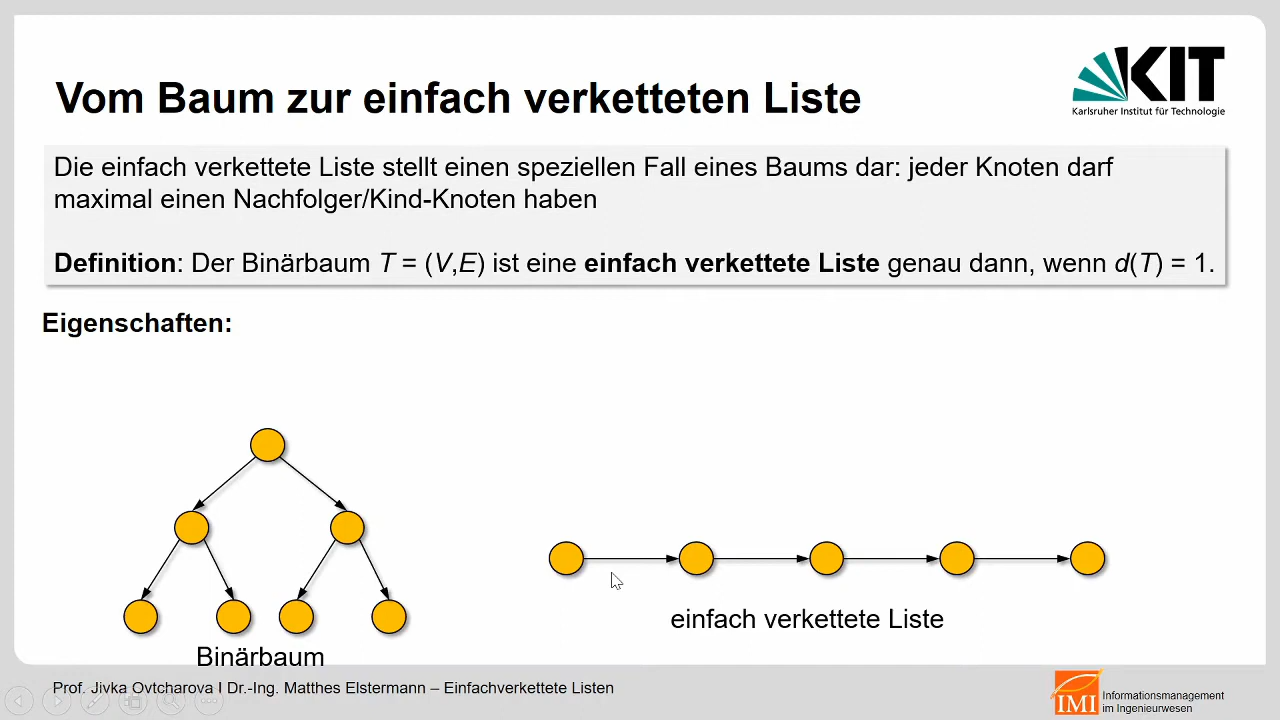 Vom Baum zur einfach verketteten Liste
KIT
Karlsruher Institut für Technologie
Die einfach verkettete Liste stellt einen speziellen Fall eines Baums dar: jeder Knoten darf
maximal einen Nachfolger/Kind-Knoten haben
Definition: Der Binärbaum T = (V,E) ist eine einfach verkettete Liste genau dann, wenn d(T) = 1.
Eigenschaften:
einfach verkettete Liste
Binärbaum
Prof. Jivka Ovtcharova I Dr.-Ing. Matthes Elstermann – Einfachverkettete Listen
IMI
Informationsmanagement
im Ingenieurwesen